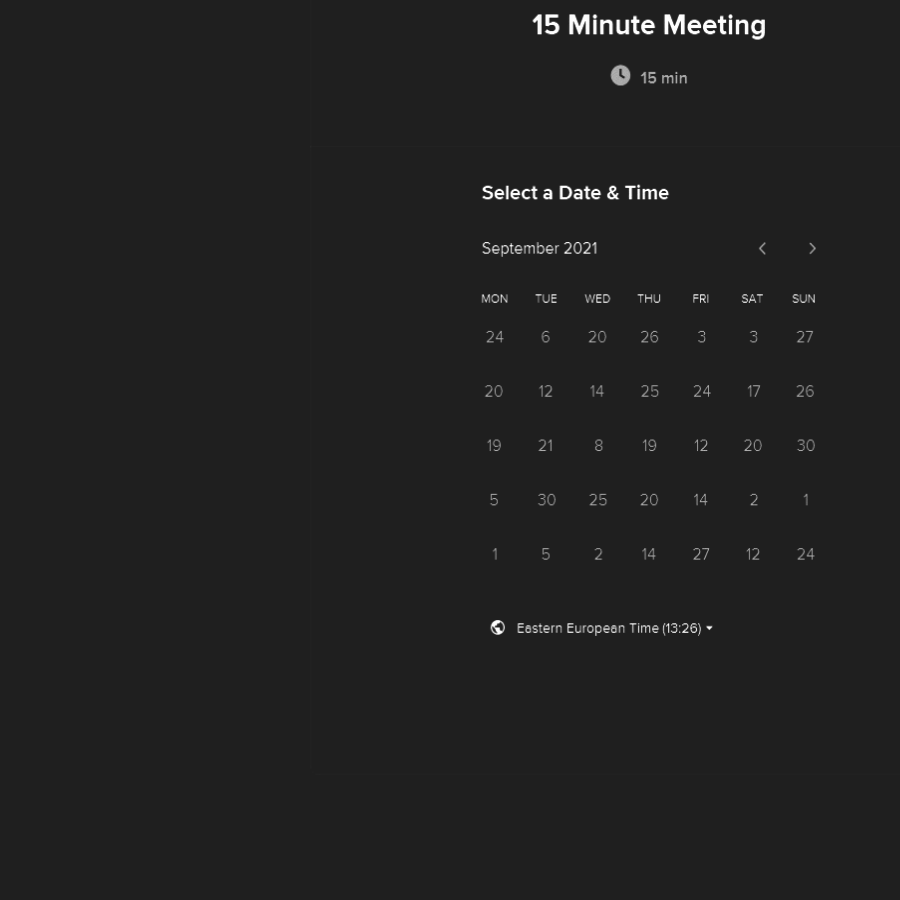 15 Minute Meeting
15 min
Select a Date & Time
September 2021
MON TUE WED THU FRI SAT SUN
24 6 20 26 3 3 27
20 12 14 25 24 17 26
19 21 8 19 12 20 30
5 30 25 20 14 2 1
1 5 2 14 27 12 24
Eastern European Time (13:26)